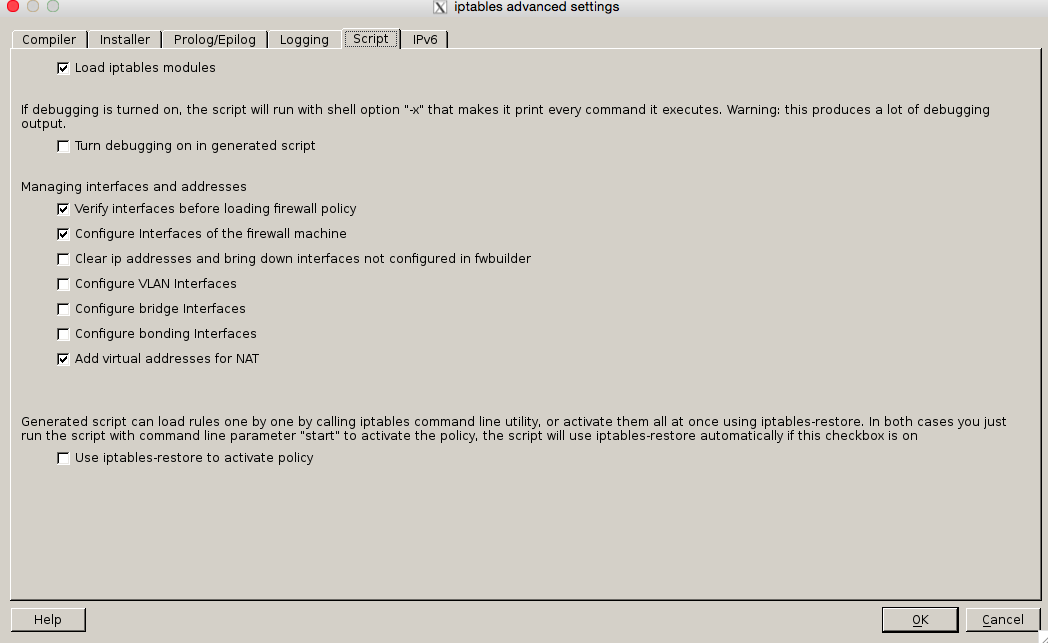 iptables advanced settings
Compiler Installer Prolog/Epilog Logging Script IPv6
Load iptables modules
If debugging is turned on, the script will run with shell option "-x" that makes it print every command it executes. Warning: this produces a lot of debugging
output.
Turn debugging on in generated script
Managing interfaces and addresses
Verify interfaces before loading firewall policy
Configure Interfaces of the firewall machine
Clear ip addresses and bring down interfaces not configured in fwbuilder
Configure VLAN Interfaces
Configure bridge Interfaces
Configure bonding Interfaces
Add virtual addresses for NAT
Generated script can load rules one by one by calling iptables command line utility, or activate them all at once using iptables-restore. In both cases you just
run the script with command line parameter "start" to activate the policy, the script will use iptables-restore automatically if this checkbox is on
Use iptables-restore to activate policy
Help OK Cancel